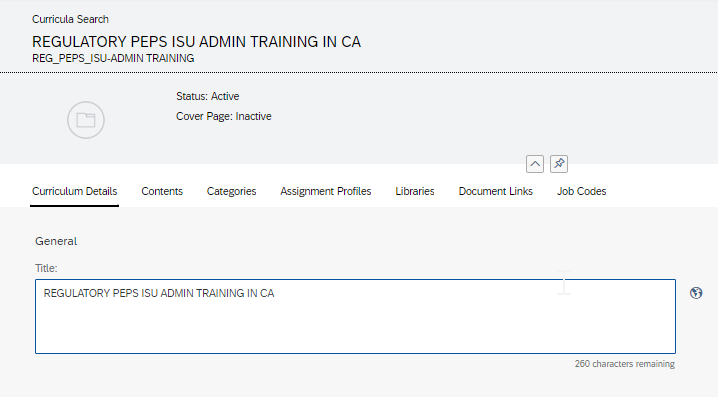 Curricula Search
REGULATORY PEPS ISU ADMIN TRAINING IN CA
REG_PEPS_ISU-ADMIN TRAINING
Status: Active
Cover Page: Inactive
Curriculum Details Contents Categories Assignment Profiles Libraries Document Links Job Codes
General
Title:
REGULATORY PEPS ISU ADMIN TRAINING IN CA
260 characters remaining